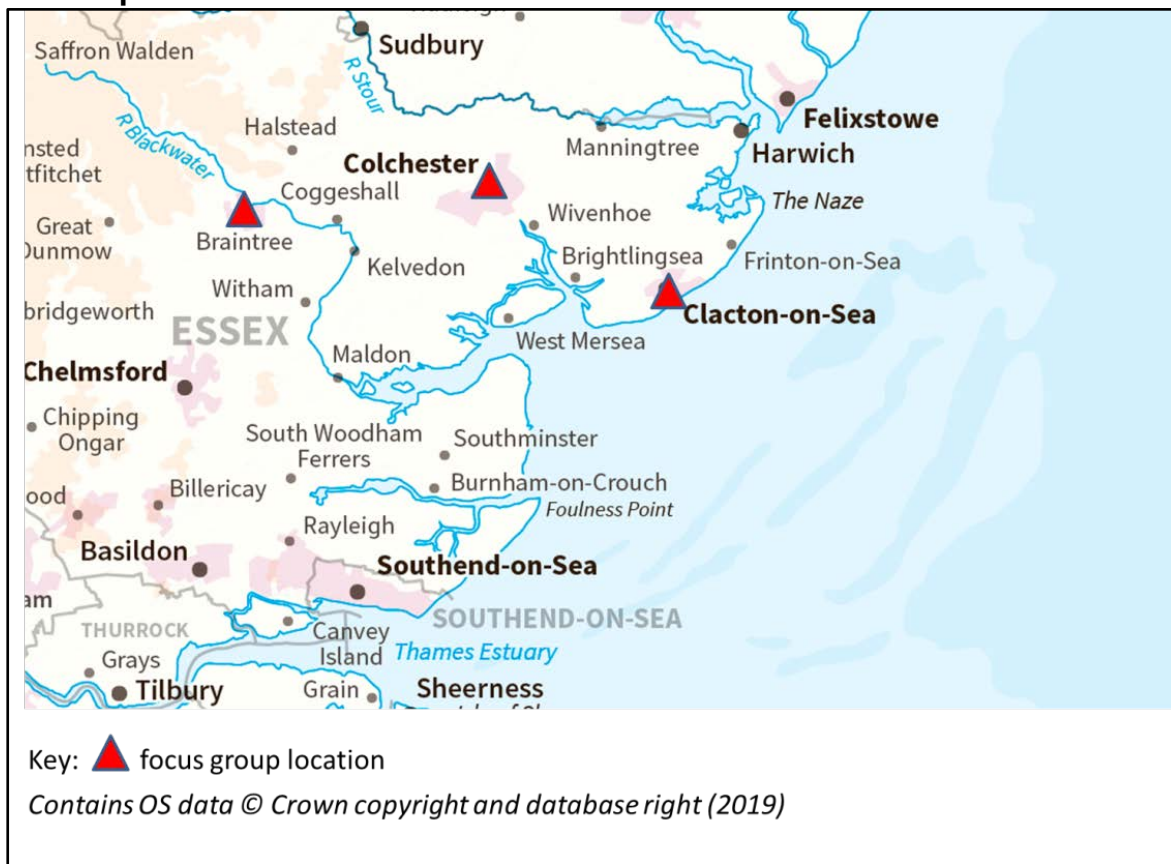 Saffron Walden
Sudbury
R Stour
Felixstowe
Harwich
Manningtree
R Blackwater
Halstead
Colchester
Coggeshall
The Naze
Great
Wivenhoe
Braintree
Kelvedon
Brightlingsea
Frinton-on-Sea
Witham
Clacton-on-Sea
ESSEX
West Mersea
Maldon
Chelmsford
Chipping
Ongar
South Woodham
Ferrers
Southminster
Billericay
Burnham-on-Crouch
Foulness Point
Rayleigh
Basildon
Southend-on-Sea
SOUTHEND-ON-SEA
THURROCK
Canvey
Island
Thames Estuary
Grays
Tilbury
Grain
Sheerness
Key: focus group location
Contains OS data © Crown copyright and database right (2019)